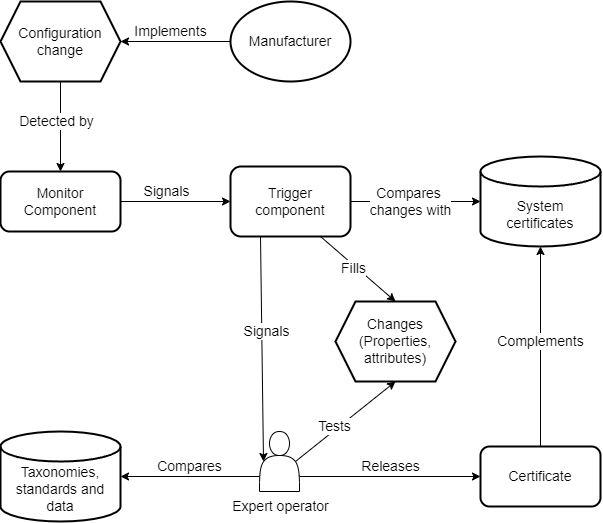 Configuration
change
Implements
Manufacturer
Detected by
Monitor
Component
Signals
Trigger
component
Compares
changes with
System
certificates
Fills
Signals
Changes
(Properties,
attributes)
Complements
Tests
Taxonomies,
standards and
data
Compares
Expert operator
Releases
Certificate